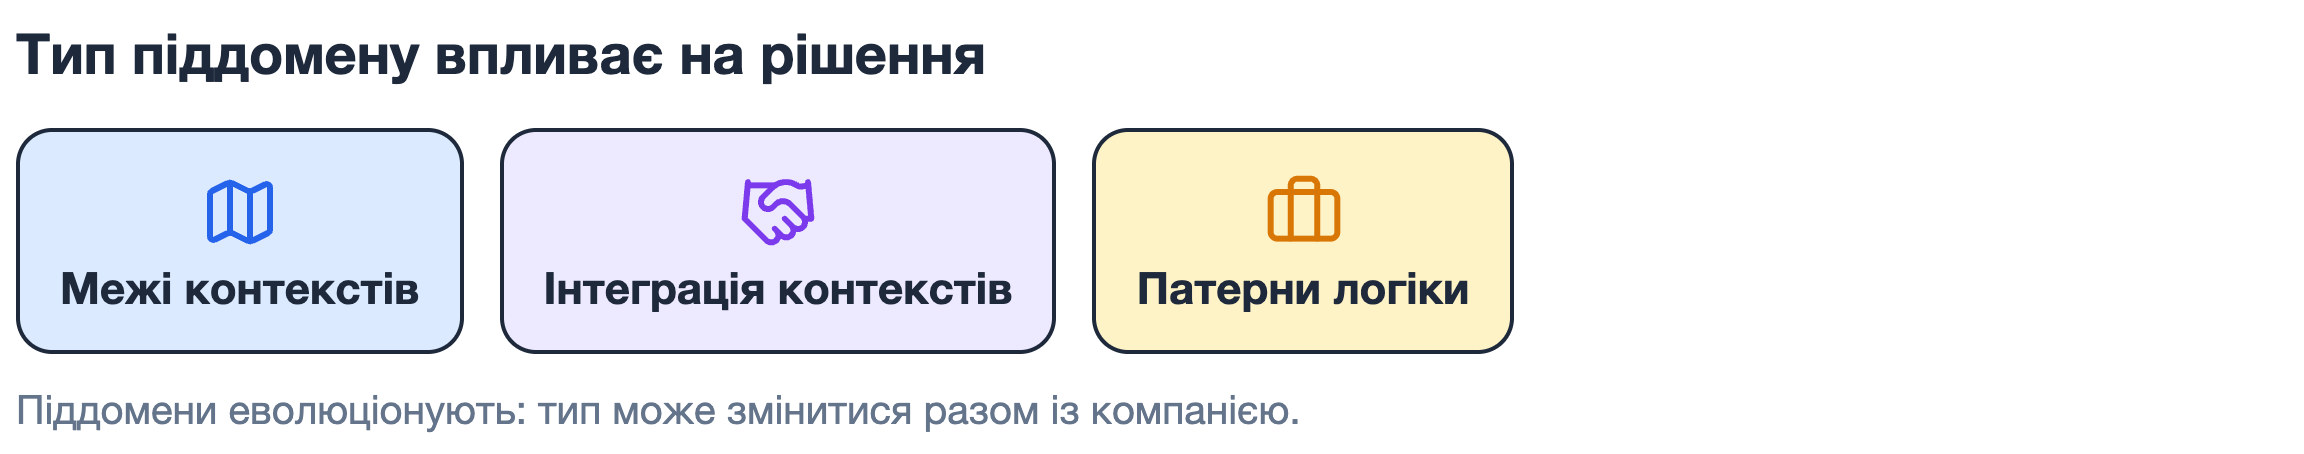 Тип піддомену впливає на рішення
Межі контекстів
Інтеграція контекстів
Патерни логіки
Піддомени еволюціонують: тип може змінитися разом із компанією.